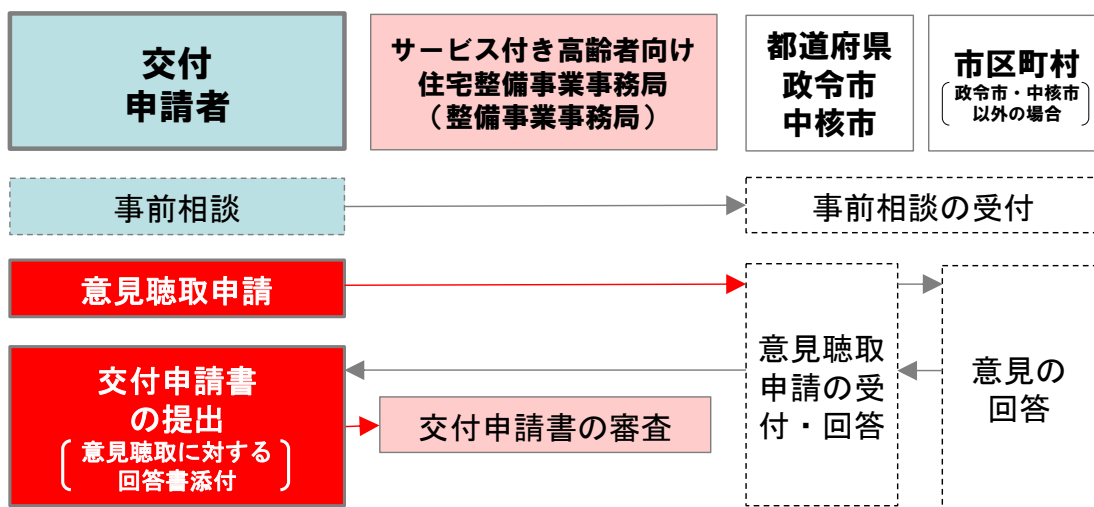 交付
申請者
サービス付き高齢者向け
住宅整備事業事務局
（整備事業事務局）
都道府県
政令市
中核市
市区町村
政令市・中核市
以外の場合
事前相談
事前相談の受付
意見聴取申請
意見聴取
申請の受
付・回答
意見の
回答
交付申請書
の提出
意見聴取に対する
回答書添付
交付申請書の審査